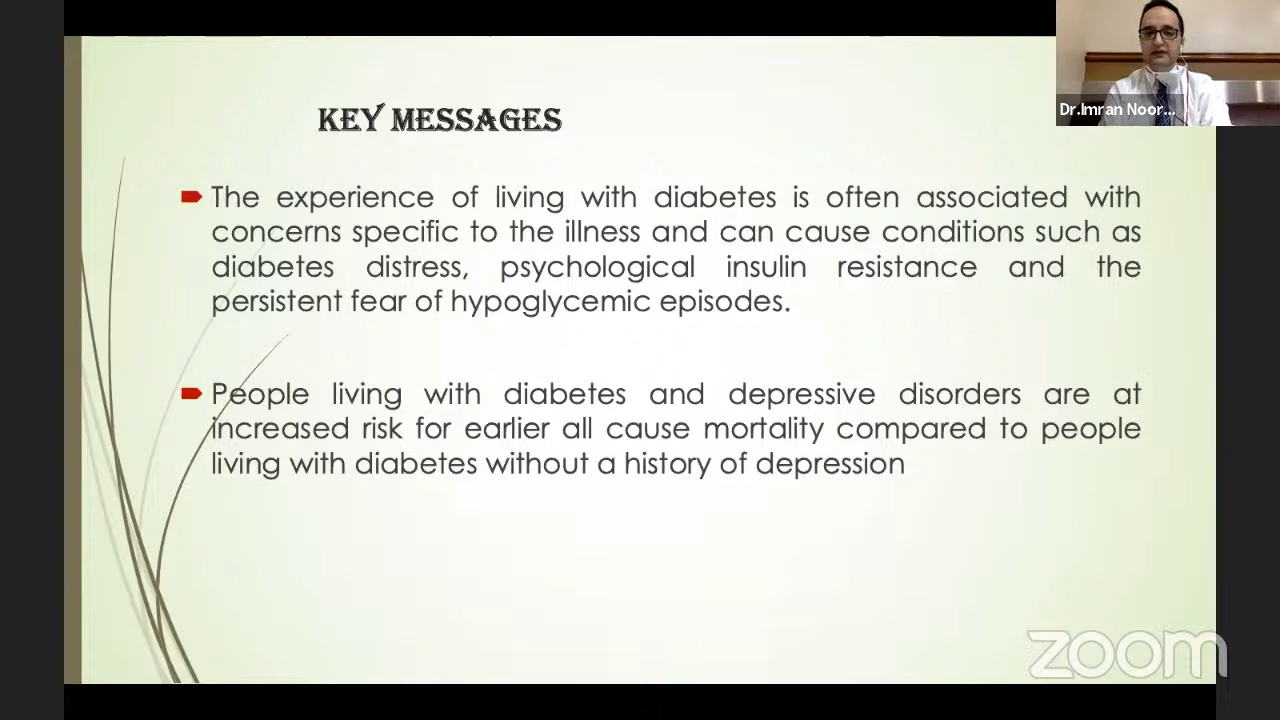 Dr.Imran Noor...
KEY MESSAGES
The experience of living with diabetes is often associated with
concerns specific to the illness and can cause conditions such as
diabetes distress, psychological insulin resistance and the
persistent fear of hypoglycemic episodes.
People living with diabetes and depressive disorders are at
increased risk for earlier all cause mortality compared to people
living with diabetes without a history of depression
zoom